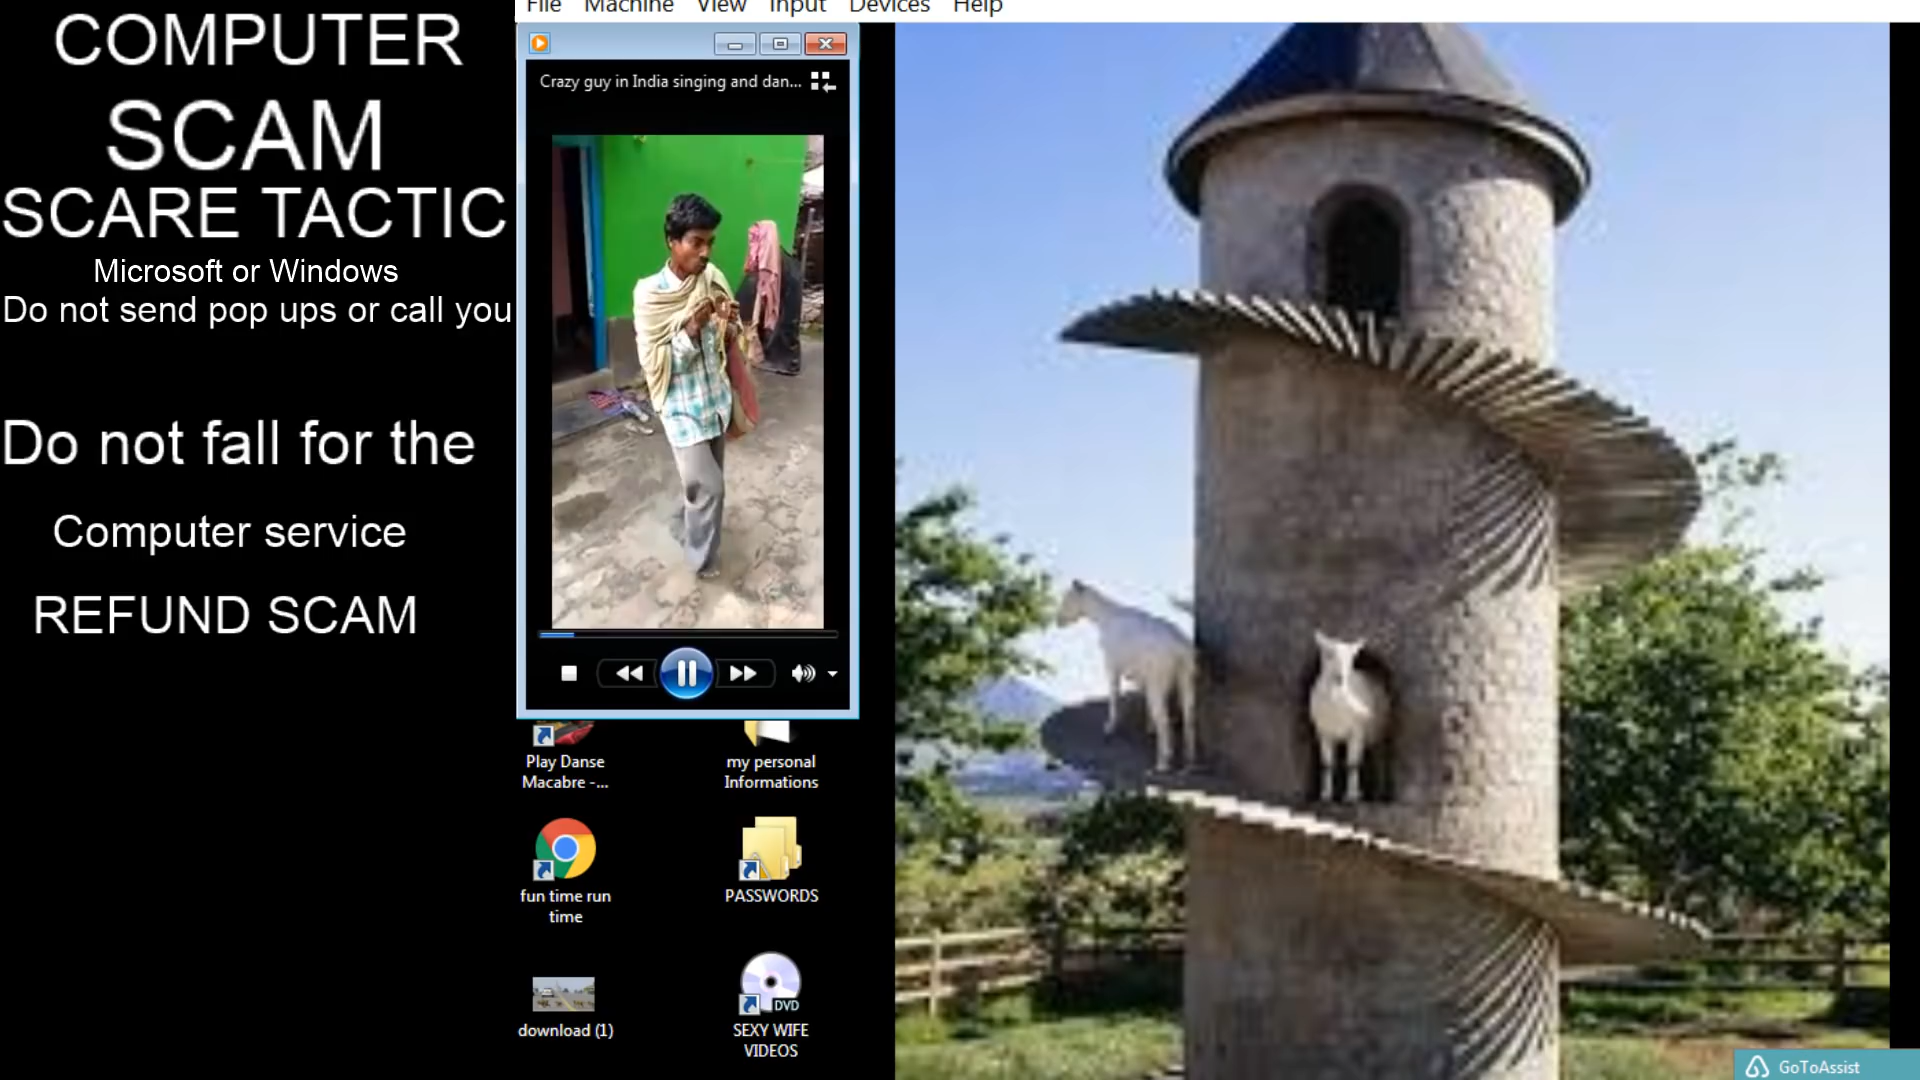 COMPUTER
SCAM
SCARE TACTIC
Microsoft or Windows
Do not send pop ups or call you
Do not fall for the
Computer service
REFUND SCAM
File Machine View Input Devices Help
Crazy guy in India singing and dan...
Play Danse
Macabre -...
my personal
Informations
fun time run
time
PASSWORDS
download (1)
DVD
SEXY WIFE
VIDEOS
GoToAssist